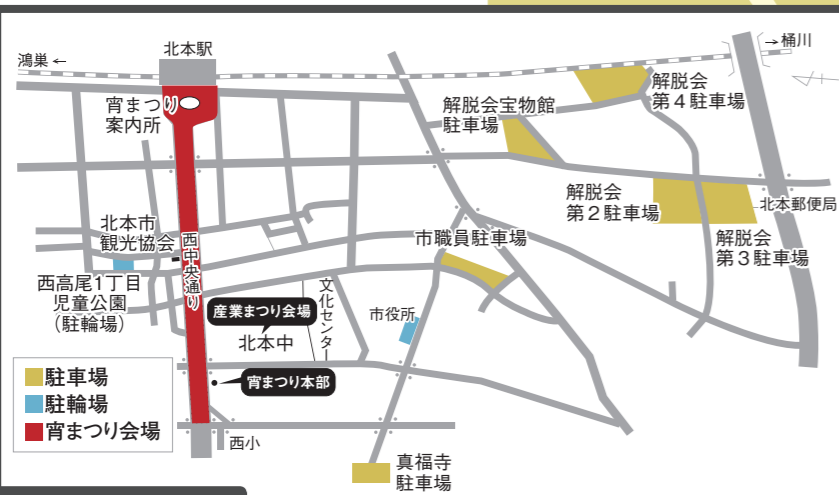 北本駅
鴻巣 ←
→桶川
宵まつり
案内所
解脱会宝物館
駐車場
解脱会
第4駐車場
解脱会
第2駐車場
北本郵便局
解脱会
第3駐車場
北本市
観光協会
西中央通り
市職員駐車場
西高尾1丁目
児童公園
(駐輪場)
産業まつり会場
北本中
文化センター
市役所
宵まつり本部
駐車場
駐輪場
宵まつり会場
西小
真福寺
駐車場